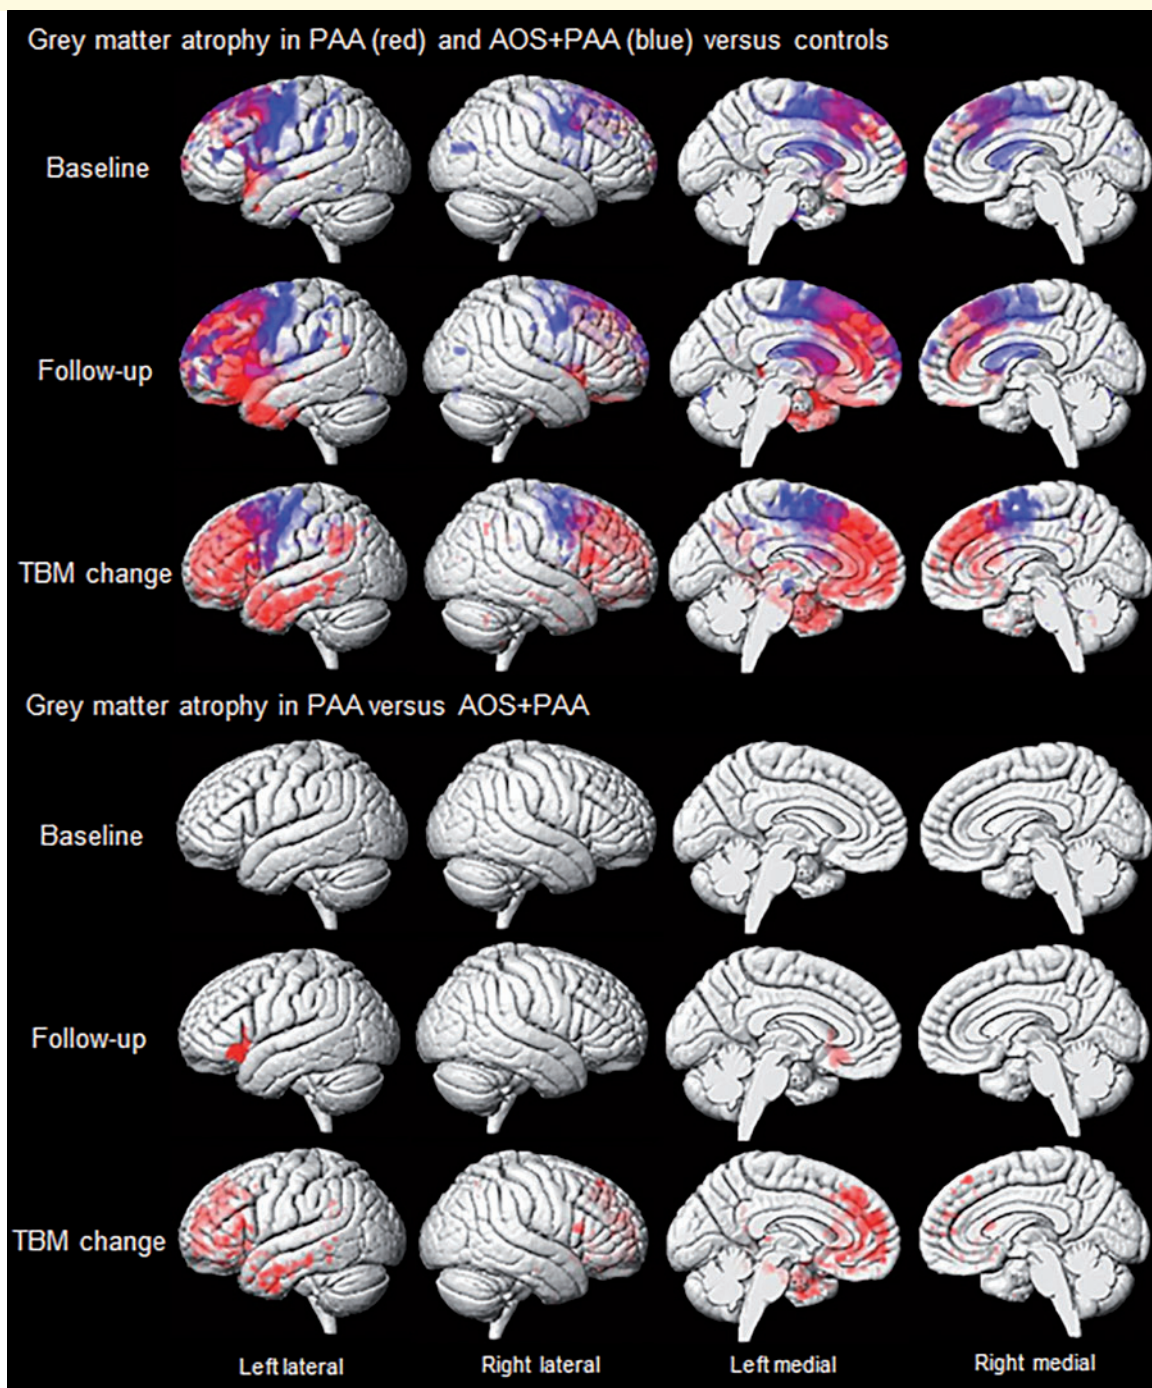 Grey matter atrophy in PAA (red) and AOS+PAA (blue) versus controls
Baseline
Follow-up
TBM change
Grey matter atrophy in PAA versus AOS+PAA
Baseline
Follow-up
TBM change
Left lateral
Right lateral
Left medial
Right medial